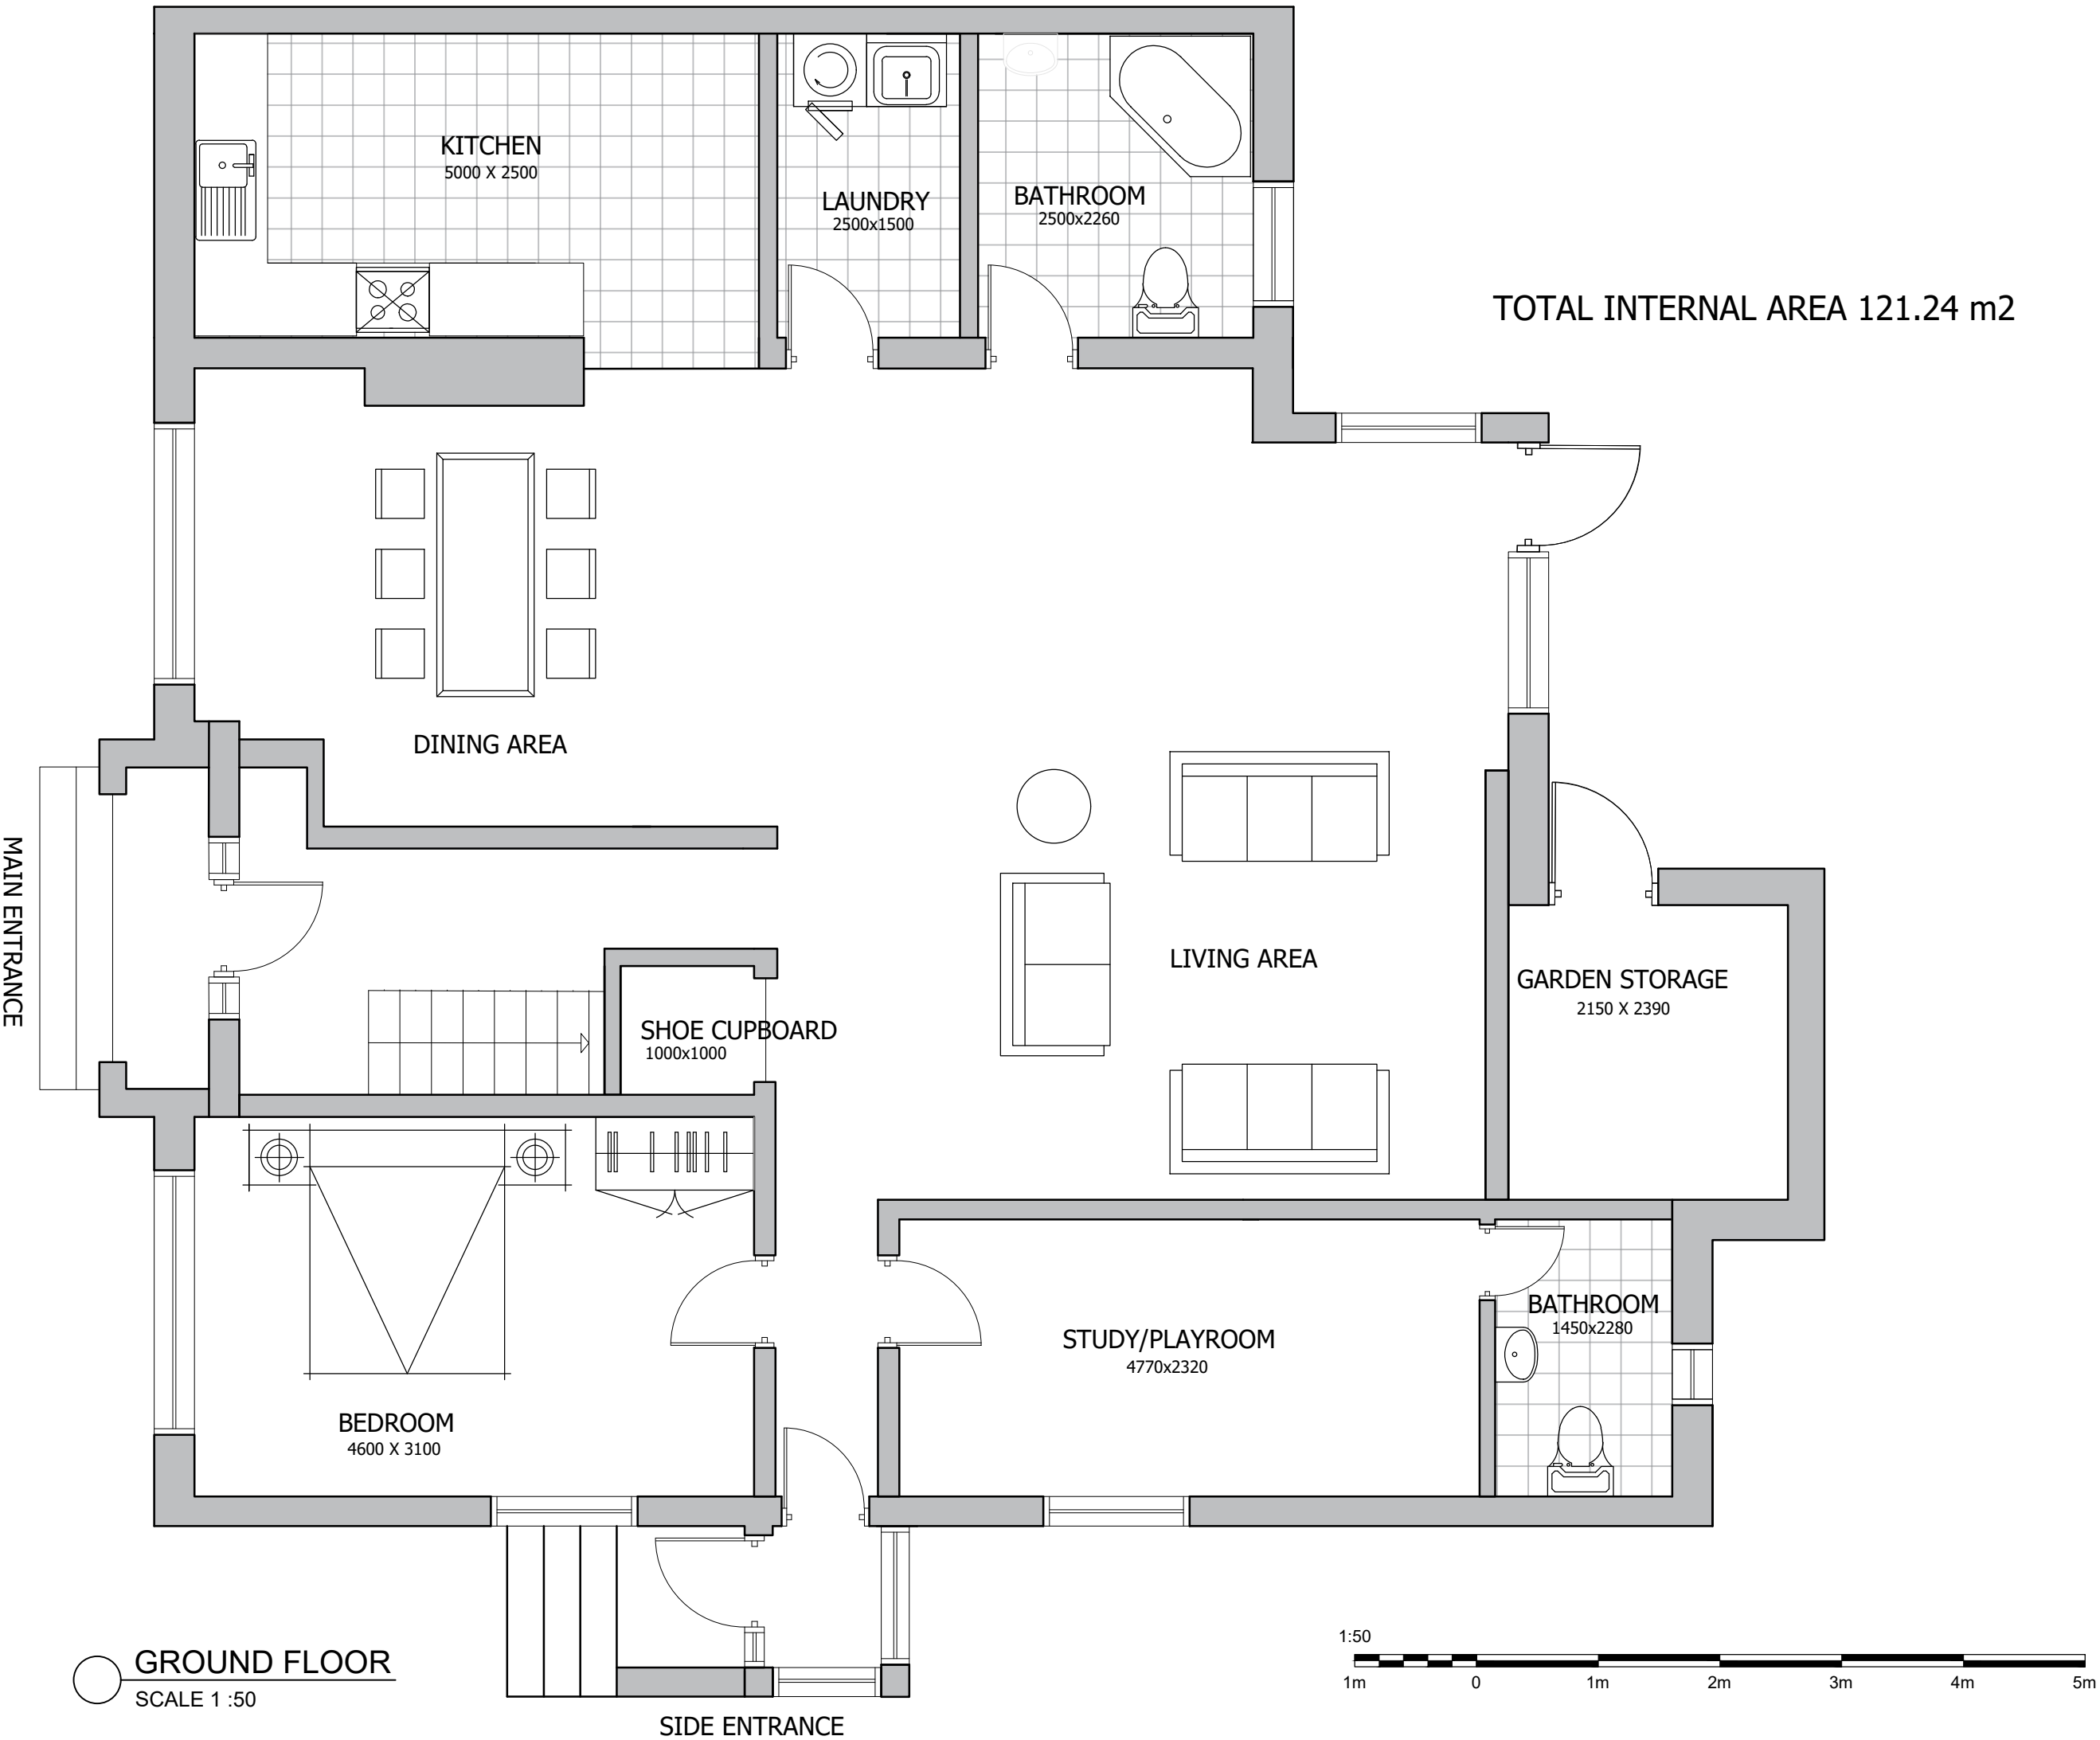 KITCHEN
5000 X 2500
LAUNDRY
2500x1500
BATHROOM
2500x2260
TOTAL INTERNAL AREA 121.24 m2
DINING AREA
MAIN ENTRANCE
LIVING AREA
GARDEN STORAGE
2150 X 2390
SHOE CUPBOARD
1000x1000
BATHROOM
1450x2280
STUDY/PLAYROOM
4770x2320
BEDROOM
4600 X 3100
GROUND FLOOR
SCALE 1 :50
SIDE ENTRANCE
1:50
1m 0 1m 2m 3m 4m 5m